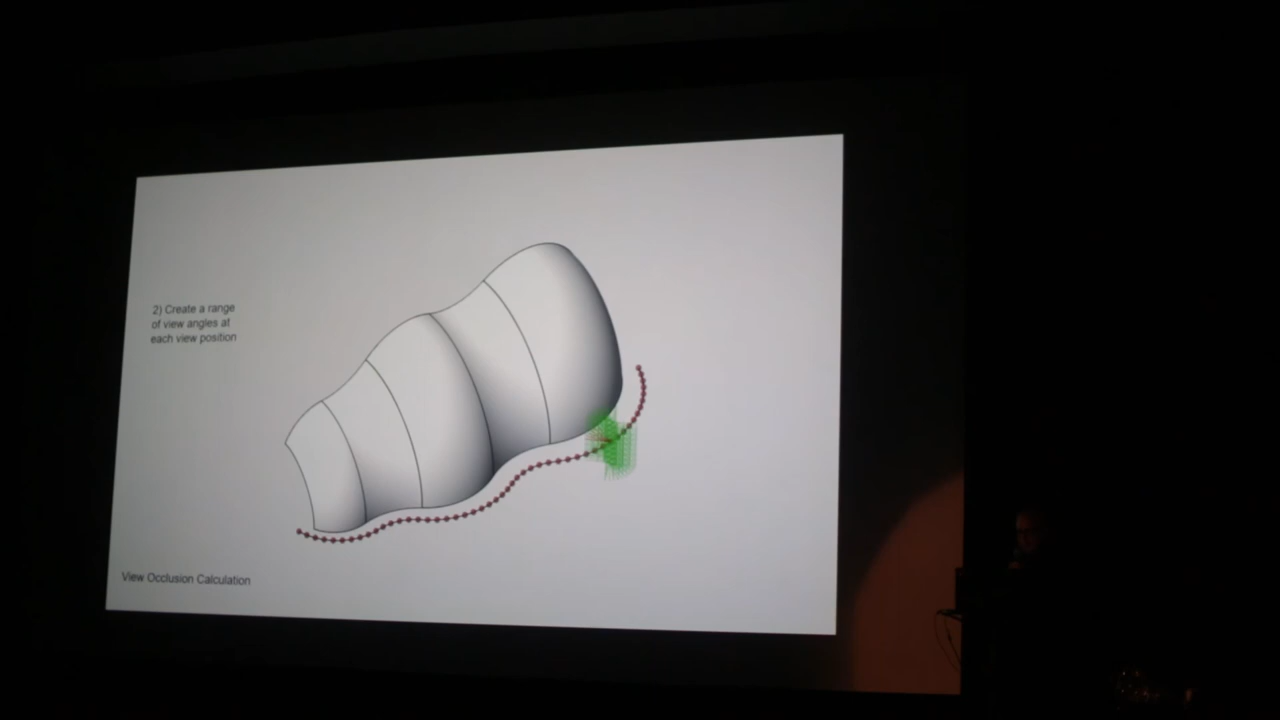 2) Create a range
of view angles at
each view position
View Occlusion Calculation